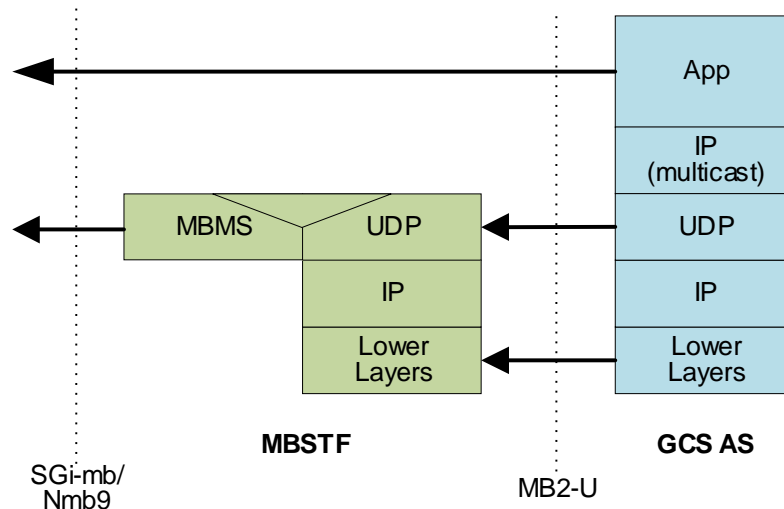 App
IP
(multicast)
MBMS
UDP
UDP
IP
IP
Lower
Layers
Lower
Layers
MBSTF
GCS AS
SGi-mb/
Nmb9
MB2-U